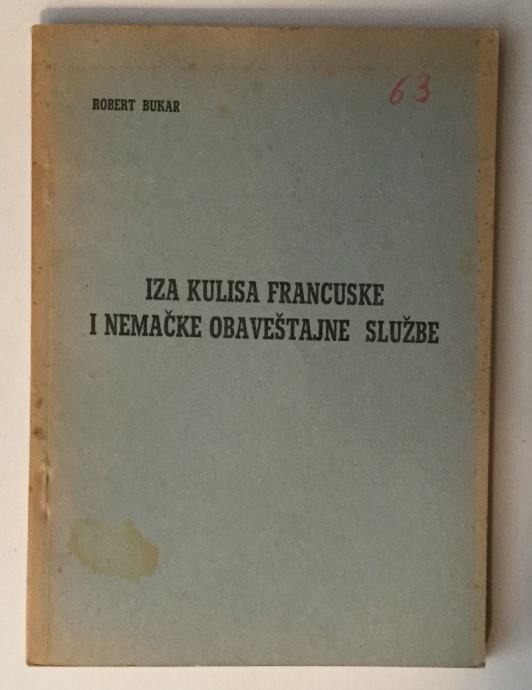 ROBERT BUKAR
63
IZA KULISA FRANCUSKE
I NEMAČKE OBAVEŠTAJNE SLUŽBE